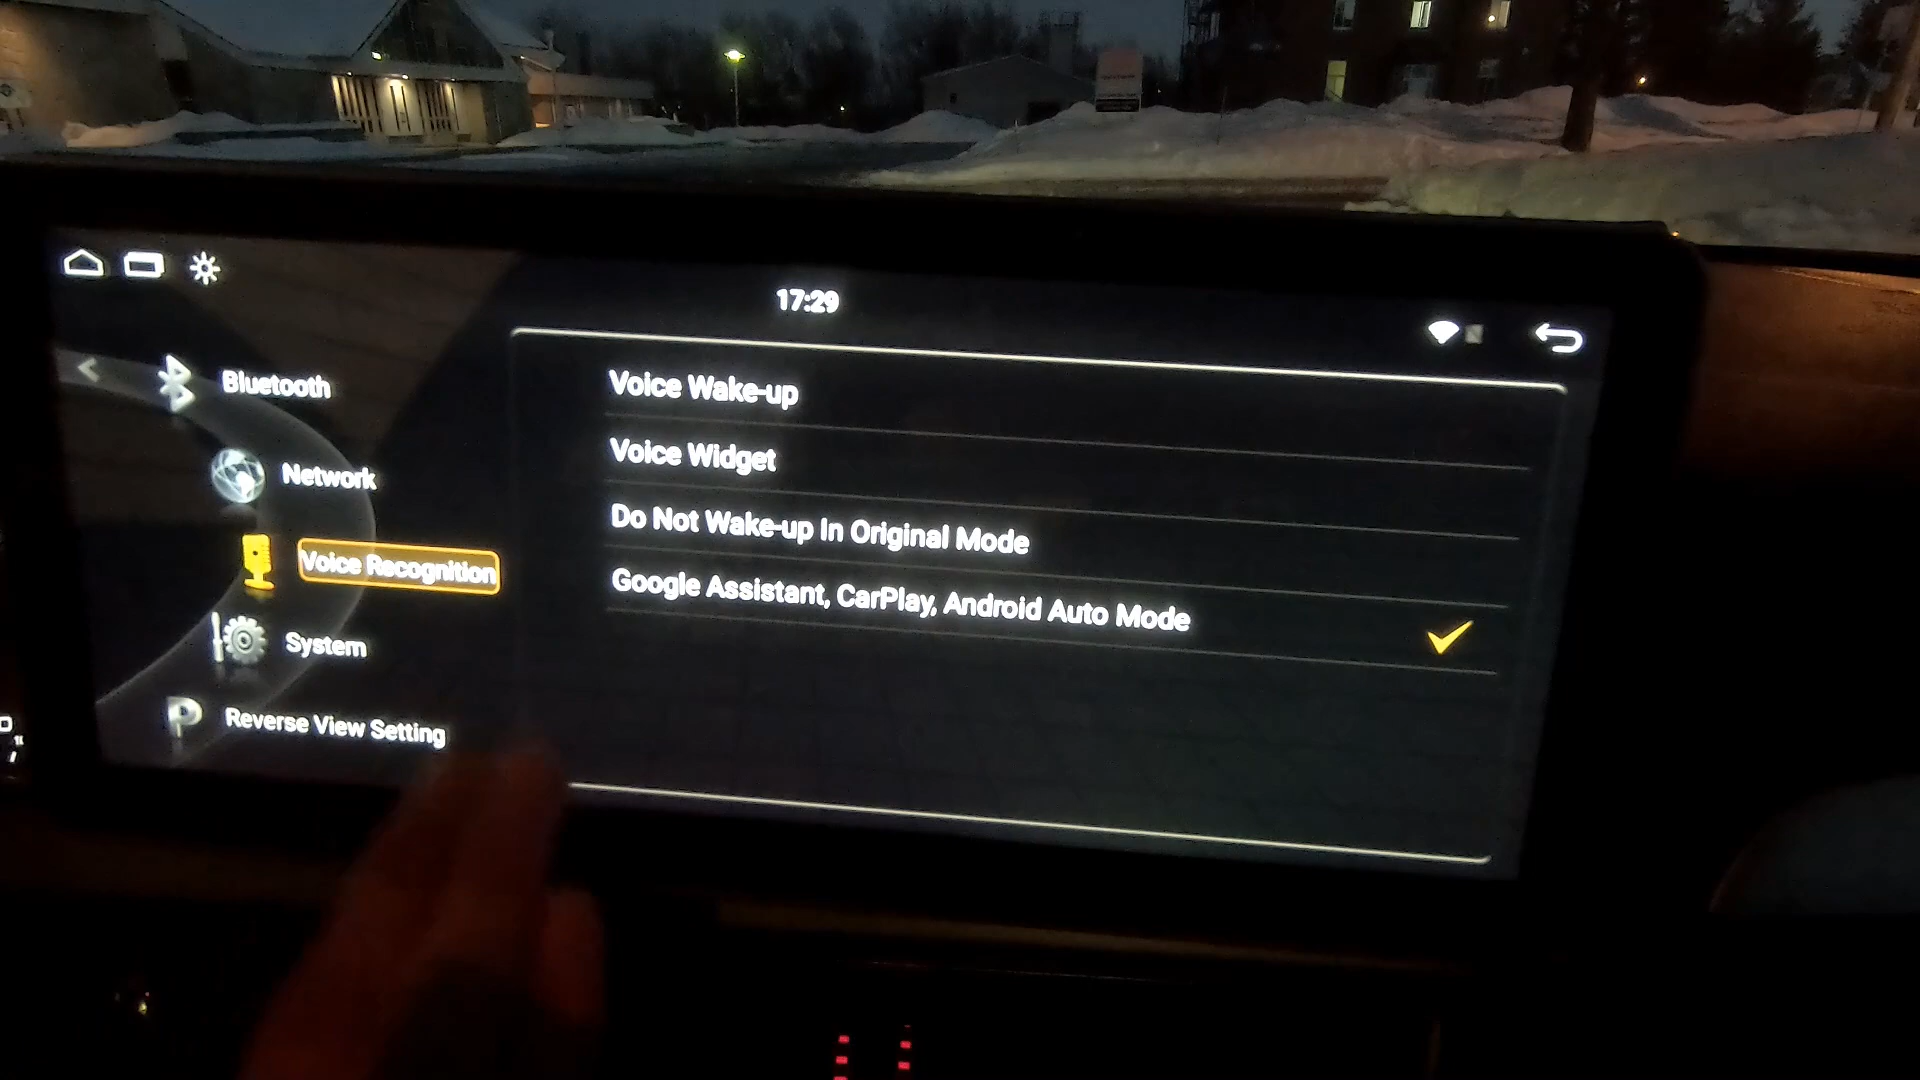 17:29
Bluetooth
Network
Voice Recognition
System
Reverse View Setting
Voice Wake-up
Voice Widget
Do Not Wake-up In Original Mode
Google Assistant, CarPlay, Android Auto Mode